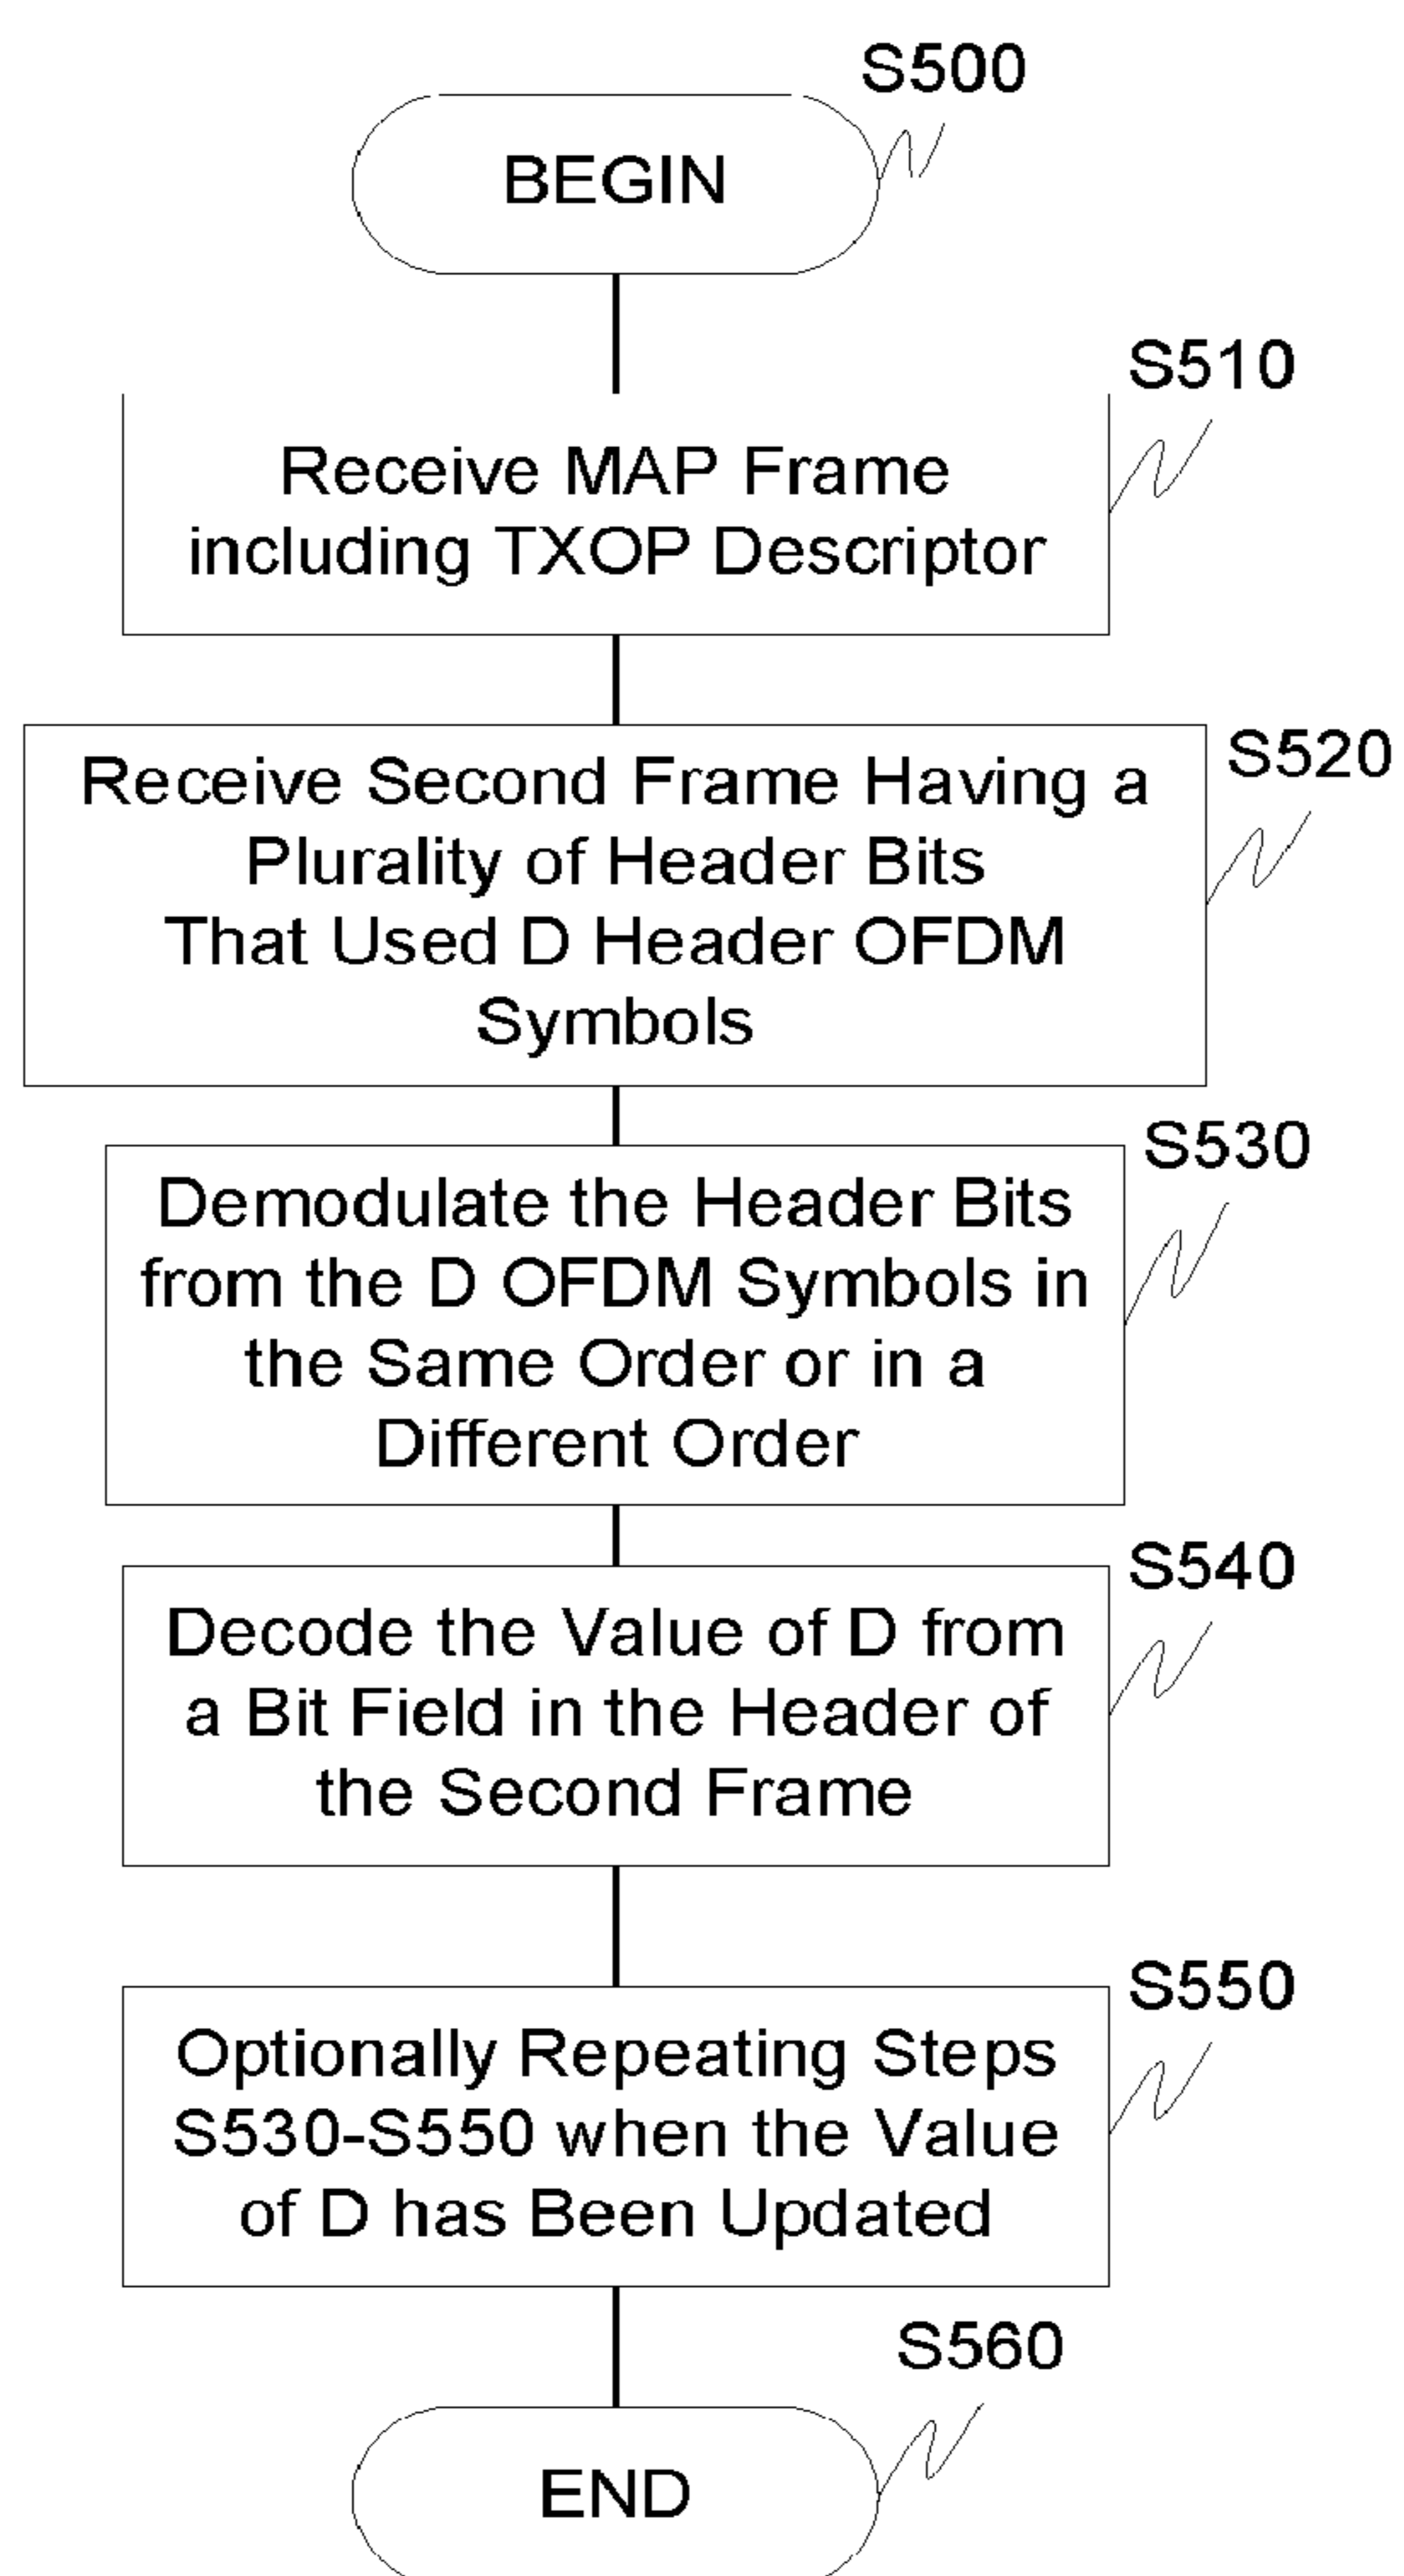 S500
BEGIN
S510
Receive MAP Frame
including TXOP Descriptor
S520
Receive Second Frame Having a
Plurality of Header Bits
That Used D Header OFDM
Symbols
S530
Demodulate the Header Bits
from the D OFDM Symbols in
the Same Order or in a
Different Order
S540
Decode the Value of D from
a Bit Field in the Header of
the Second Frame
S550
Optionally Repeating Steps
S530-S550 when the Value
of D has Been Updated
S560
END